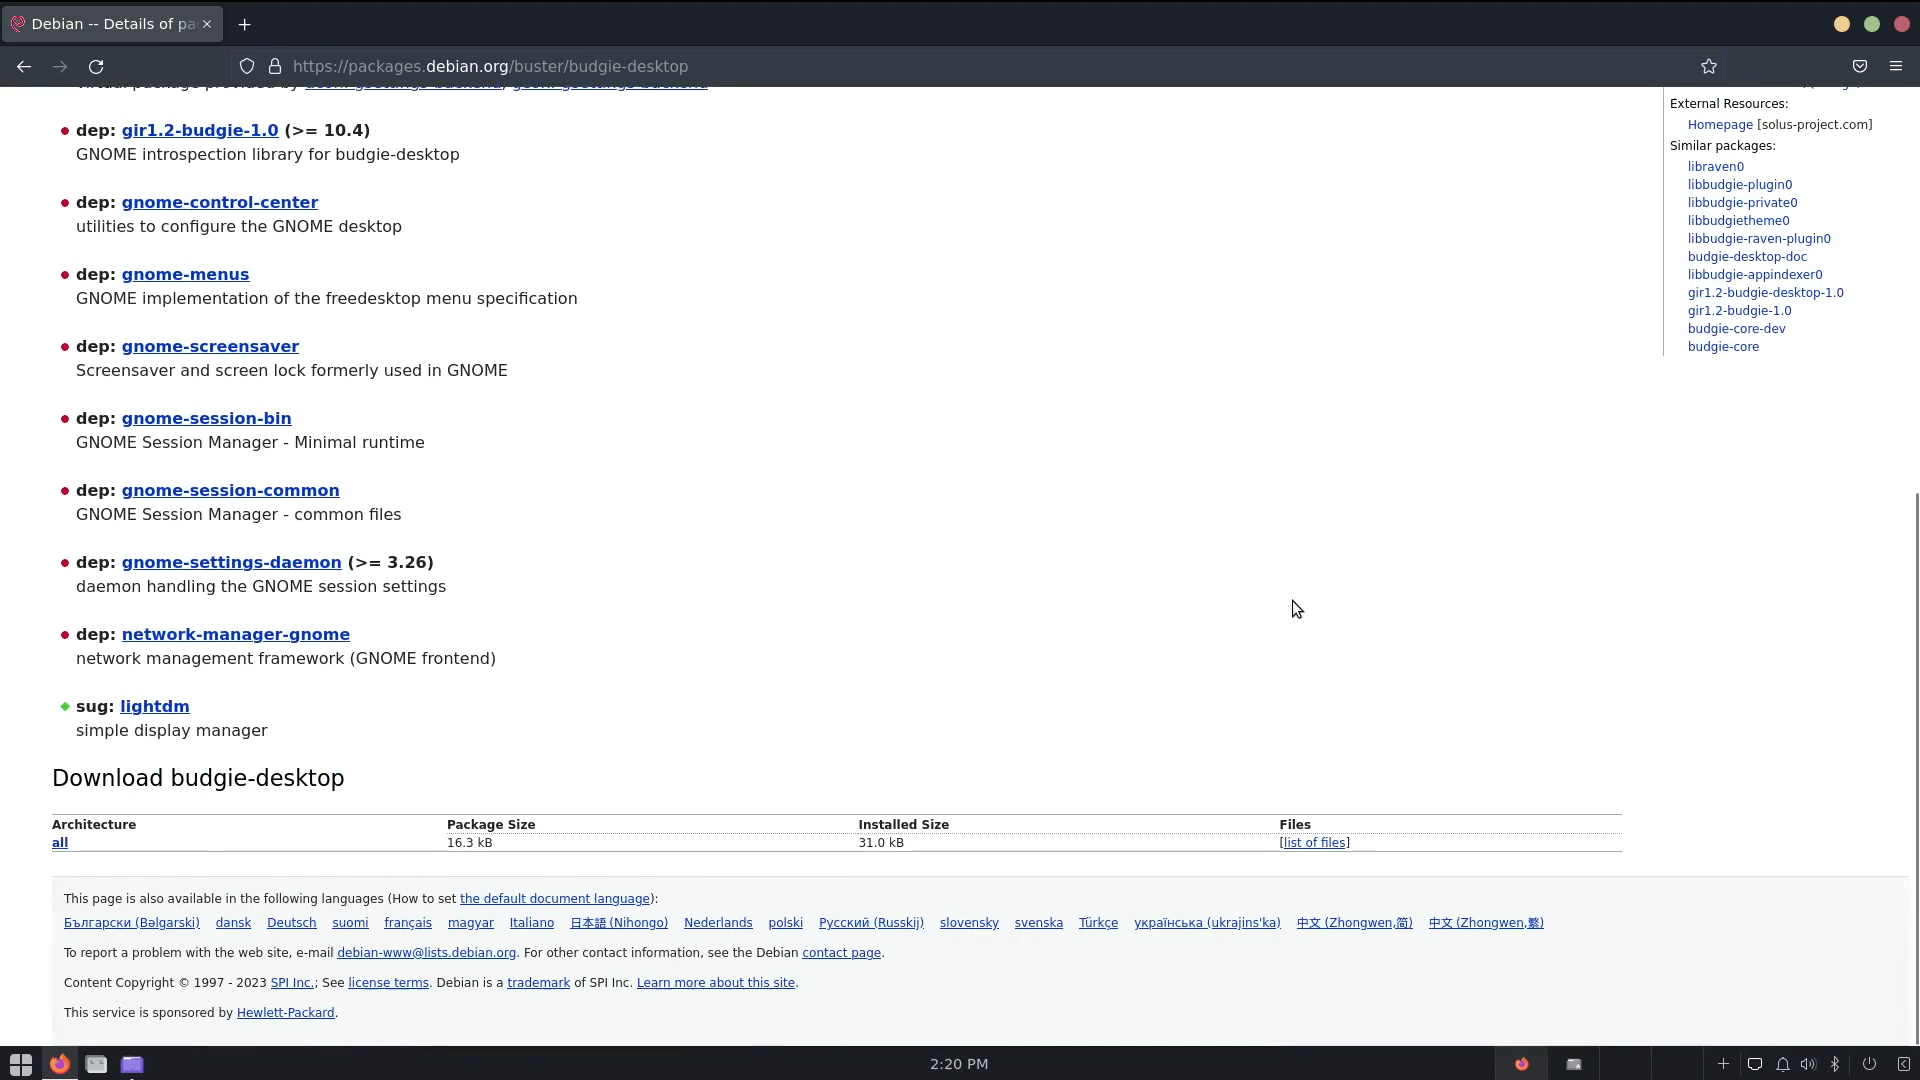 Debian -- Details of pa
https://packages.debian.org/buster/budgie-desktop
Virtual package provided by dconf-gsettings-backend, gconf-gsettings-backend
dep: gir1.2-budgie-1.0 (>= 10.4)
GNOME introspection library for budgie-desktop
dep: gnome-control-center
utilities to configure the GNOME desktop
dep: gnome-menus
GNOME implementation of the freedesktop menu specification
dep: gnome-screensaver
Screensaver and screen lock formerly used in GNOME
dep: gnome-session-bin
GNOME Session Manager - Minimal runtime
dep: gnome-session-common
GNOME Session Manager - common files
dep: gnome-settings-daemon (>= 3.26)
daemon handling the GNOME session settings
dep: network-manager-gnome
network management framework (GNOME frontend)
sug: lightdm
simple display manager
External Resources:
Homepage [solus-project.com]
Similar packages:
libraven0
libbudgie-plugin0
libbudgie-private0
libbudgietheme0
libbudgie-raven-plugin0
budgie-desktop-doc
libbudgie-appindexer0
gir1.2-budgie-desktop-1.0
gir1.2-budgie-1.0
budgie-core-dev
budgie-core
Download budgie-desktop
Architecture Package Size Installed Size Files
all 16.3 kB 31.0 kB [list of files]
This page is also available in the following languages (How to set the default document language):
Български (Bəlgarski) dansk Deutsch suomi français magyar Italiano 日本語 (Nihongo) Nederlands polski Русский (Russkij) slovensky svenska Türkçe українська (ukrajins'ka) 中文 (Zhongwen,简) 中文 (Zhongwen,繁)
To report a problem with the web site, e-mail debian-www@lists.debian.org. For other contact information, see the Debian contact page.
Content Copyright © 1997 - 2023 SPI Inc.; See license terms. Debian is a trademark of SPI Inc. Learn more about this site.
This service is sponsored by Hewlett-Packard.
2:20 PM